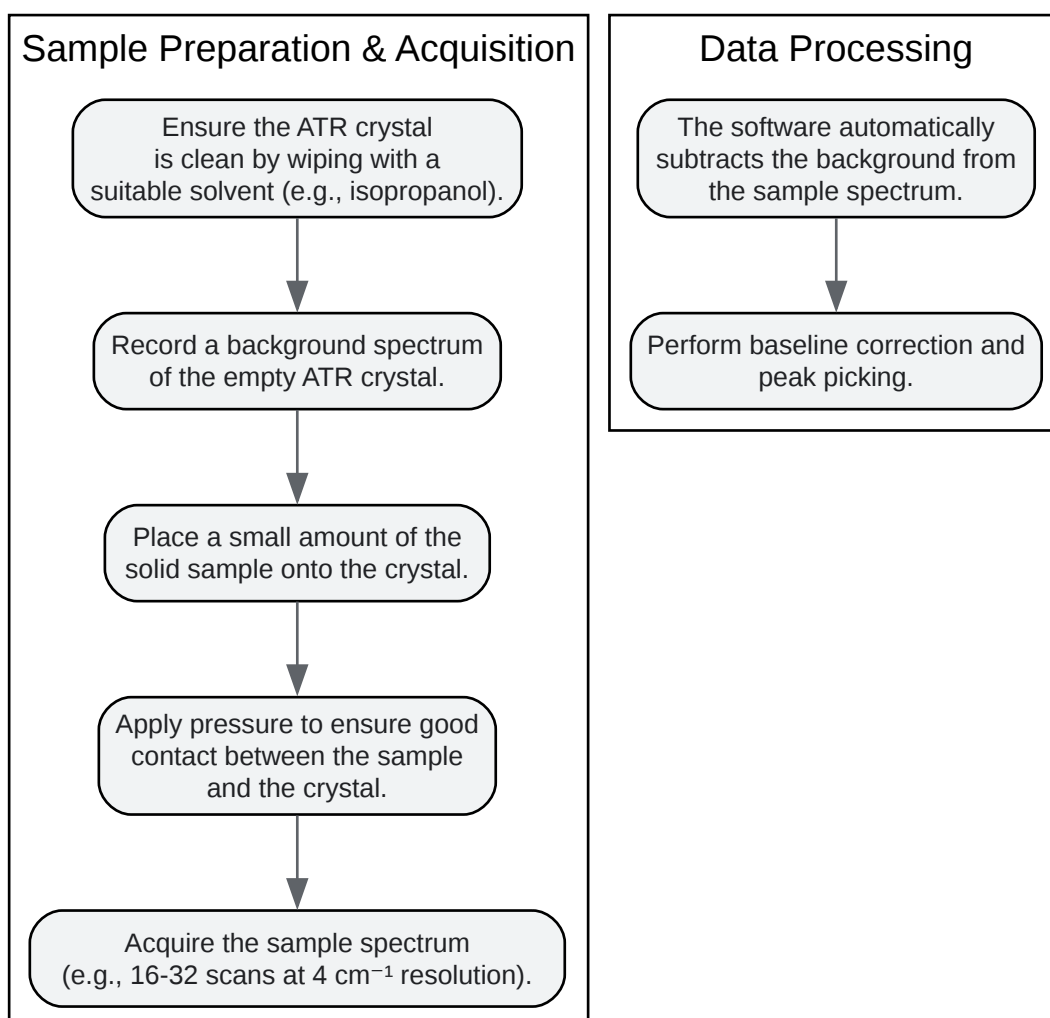 Sample Preparation & Acquisition
Ensure the ATR crystal
is clean by wiping with a
suitable solvent (e.g., isopropanol).
Record a background spectrum
of the empty ATR crystal.
Place a small amount of the
solid sample onto the crystal.
Apply pressure to ensure good
contact between the sample
and the crystal.
Acquire the sample spectrum
(e.g., 16-32 scans at 4 cm⁻¹ resolution).
Data Processing
The software automatically
subtracts the background from
the sample spectrum.
Perform baseline correction and
peak picking.